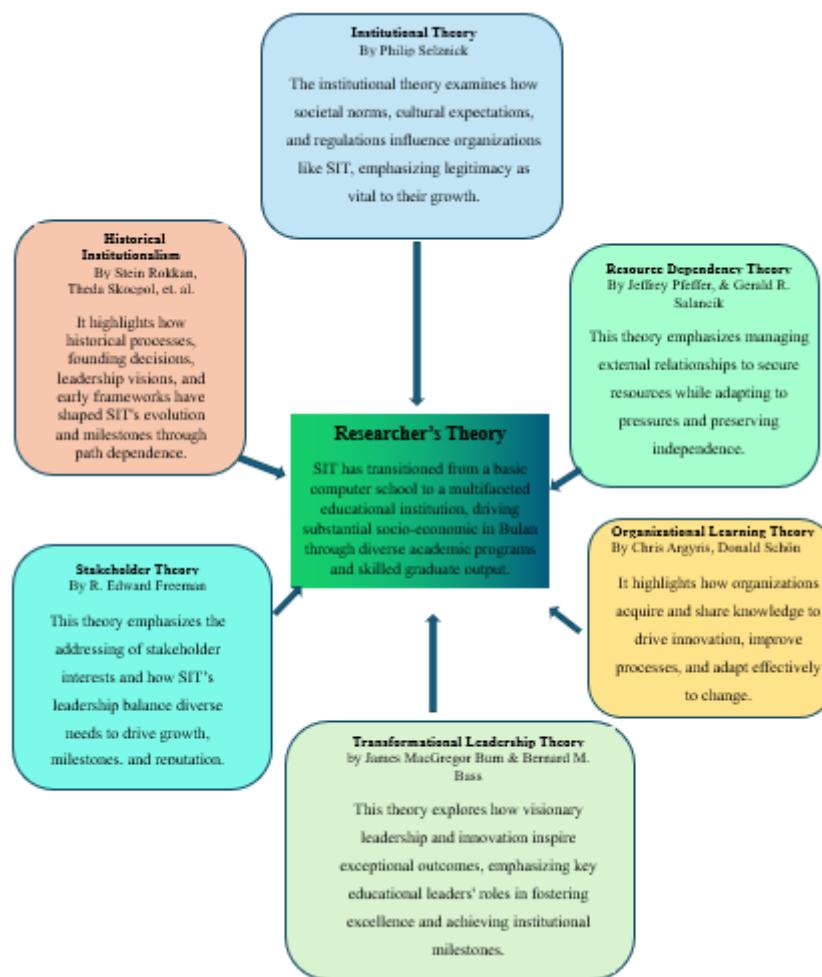 Institutional Theory
By Philip Selznick
The institutional theory examines how
societal norms, cultural expectations,
and regulations influence organizations
like SIT, emphasizing legitimacy as
vital to their growth.
Historical
Institutionalism
By Stein Rokkan,
Theda Skocpol, et. al.
It highlights how
historical processes,
founding decisions,
leadership visions, and
early frameworks have
shaped SIT's evolution
and milestones through
path dependence.
Resource Dependency Theory
By Jeffrey Pfeffer, & Gerald R.
Salancik
This theory emphasizes managing
external relationships to secure
resources while adapting to
pressures and preserving
independence.
Researcher's Theory
SIT has transitioned from a basic
computer school to a multifaceted
educational institution, driving
substantial socio-economic in Bulan
through diverse academic programs
and skilled graduate output.
Stakeholder Theory
By R. Edward Freeman
This theory emphasizes the
addressing of stakeholder
interests and how SIT's
leadership balance diverse
needs to drive growth,
milestones, and reputation.
Organizational Learning Theory
By Chris Argyris, Donald Schön
It highlights how organizations
acquire and share knowledge to
drive innovation, improve
processes, and adapt effectively
to change.
Transformational Leadership Theory
by James MacGregor Burn & Bernard M.
Bass
This theory explores how visionary
leadership and innovation inspire
exceptional outcomes, emphasizing key
educational leaders' roles in fostering
excellence and achieving institutional
milestones.